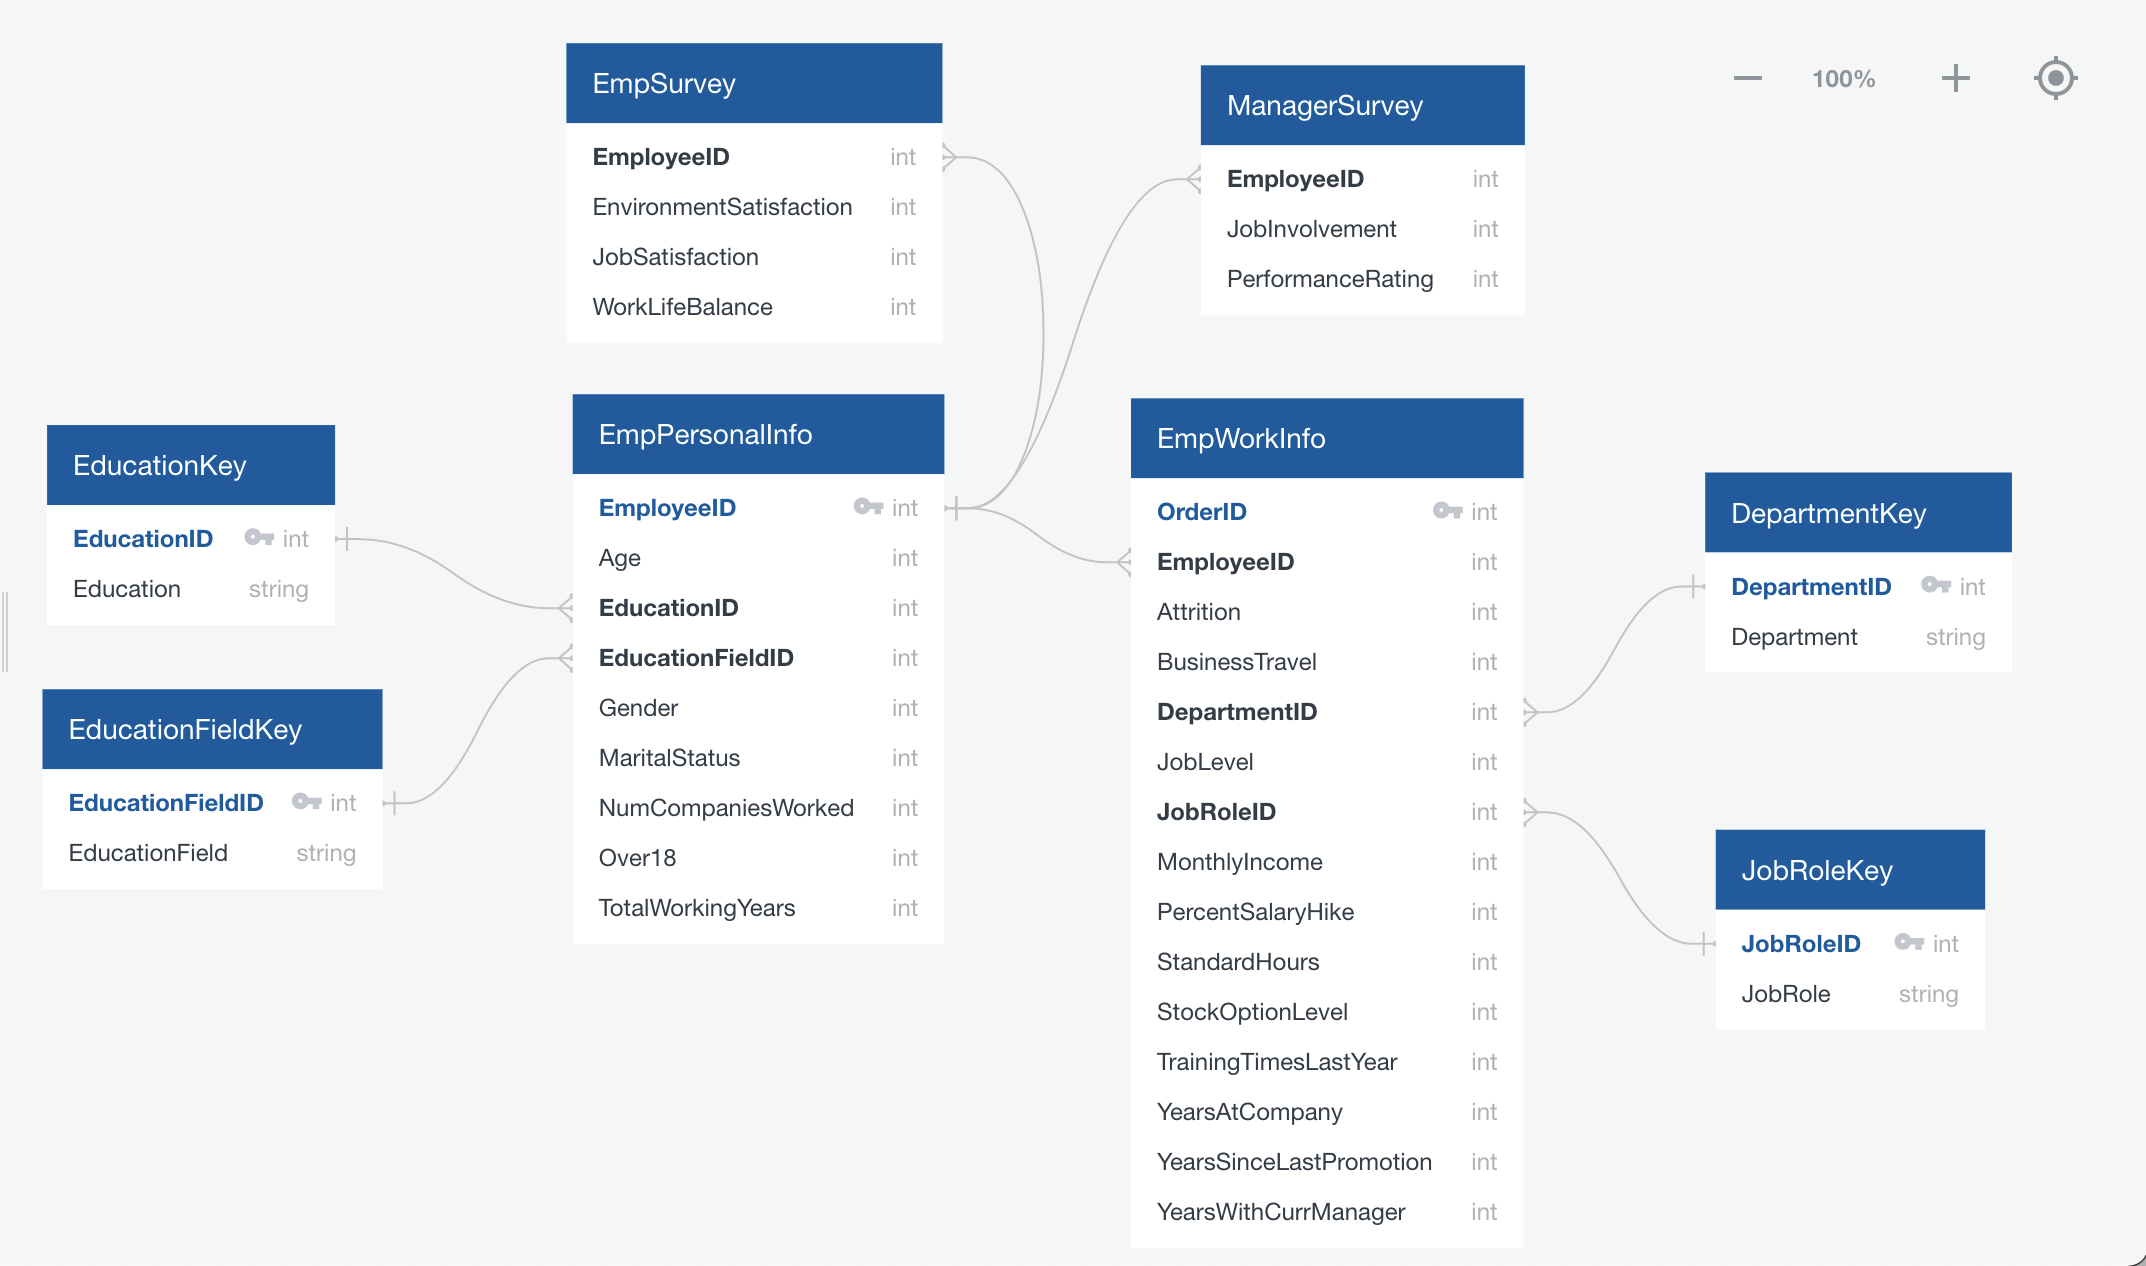 EmpSurvey
EmployeeID int
EnvironmentSatisfaction int
JobSatisfaction int
WorkLifeBalance int
ManagerSurvey
EmployeeID int
JobInvolvement int
PerformanceRating int
100%
EducationKey
EducationID int
Education string
EducationFieldKey
EducationFieldID int
EducationField string
EmpPersonalInfo
EmployeeID int
Age int
EducationID int
EducationFieldID int
Gender int
MaritalStatus int
NumCompaniesWorked int
Over18 int
TotalWorkingYears int
EmpWorkInfo
OrderID int
EmployeeID int
Attrition int
BusinessTravel int
DepartmentID int
JobLevel int
JobRoleID int
MonthlyIncome int
PercentSalaryHike int
StandardHours int
StockOptionLevel int
TrainingTimesLastYear int
YearsAtCompany int
YearsSinceLastPromotion int
YearsWithCurrManager int
DepartmentKey
DepartmentID int
Department string
JobRoleKey
JobRoleID int
JobRole string